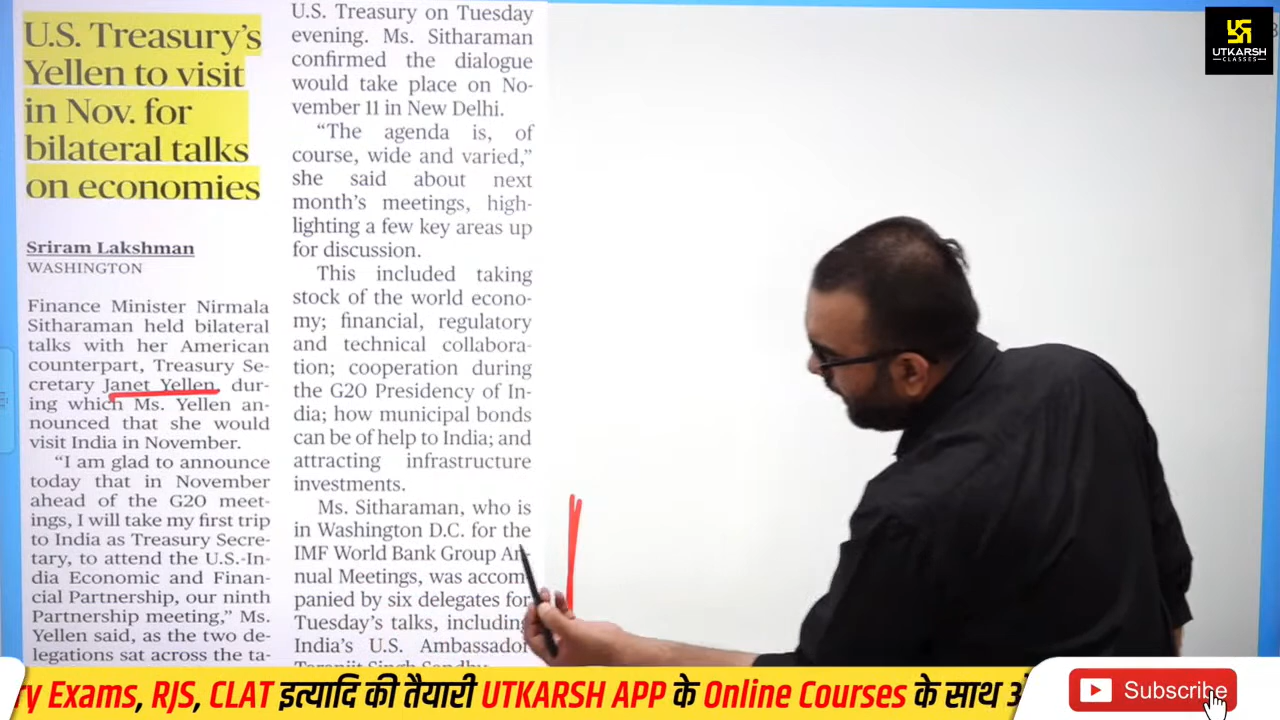 U.S. Treasury's
Yellen to visit
in Nov. for
bilateral talks
on economies
Sriram Lakshman
WASHINGTON
Finance Minister Nirmala
Sitharaman held bilateral
talks with her American
counterpart, Treasury Se-
cretary Janet Yellen, dur-
ing which Ms. Yellen an-
nounced that she would
visit India in November.
"I am glad to announce
today that in November
ahead of the G20 meet-
ings, I will take my first trip
to India as Treasury Secre-
tary, to attend the U.S.-In-
dia Economic and Finan-
cial Partnership, our ninth
Partnership meeting," Ms.
Yellen said, as the two de-
legations sat across the ta-
U.S. Treasury on Tuesday
evening. Ms. Sitharaman
confirmed the dialogue
would take place on No-
vember 11 in New Delhi.
"The agenda is, of
course, wide and varied,"
she said about next
month's meetings, high-
lighting a few key areas up
for discussion.
This included taking
stock of the world econo-
my; financial, regulatory
and technical collabora-
tion; cooperation during
the G20 Presidency of In-
dia; how municipal bonds
can be of help to India; and
attracting infrastructure
investments.
Ms. Sitharaman, who is
in Washington D.C. for the
IMF World Bank Group An-
nual Meetings, was accom-
panied by six delegates for
Tuesday's talks, including
India's U.S. Ambassador
UTKARSH
CLASSES
Exams, RJS, CLAT इत्यादि की तैयारी UTKARSH APP के Online Courses के साथ
Subscribe